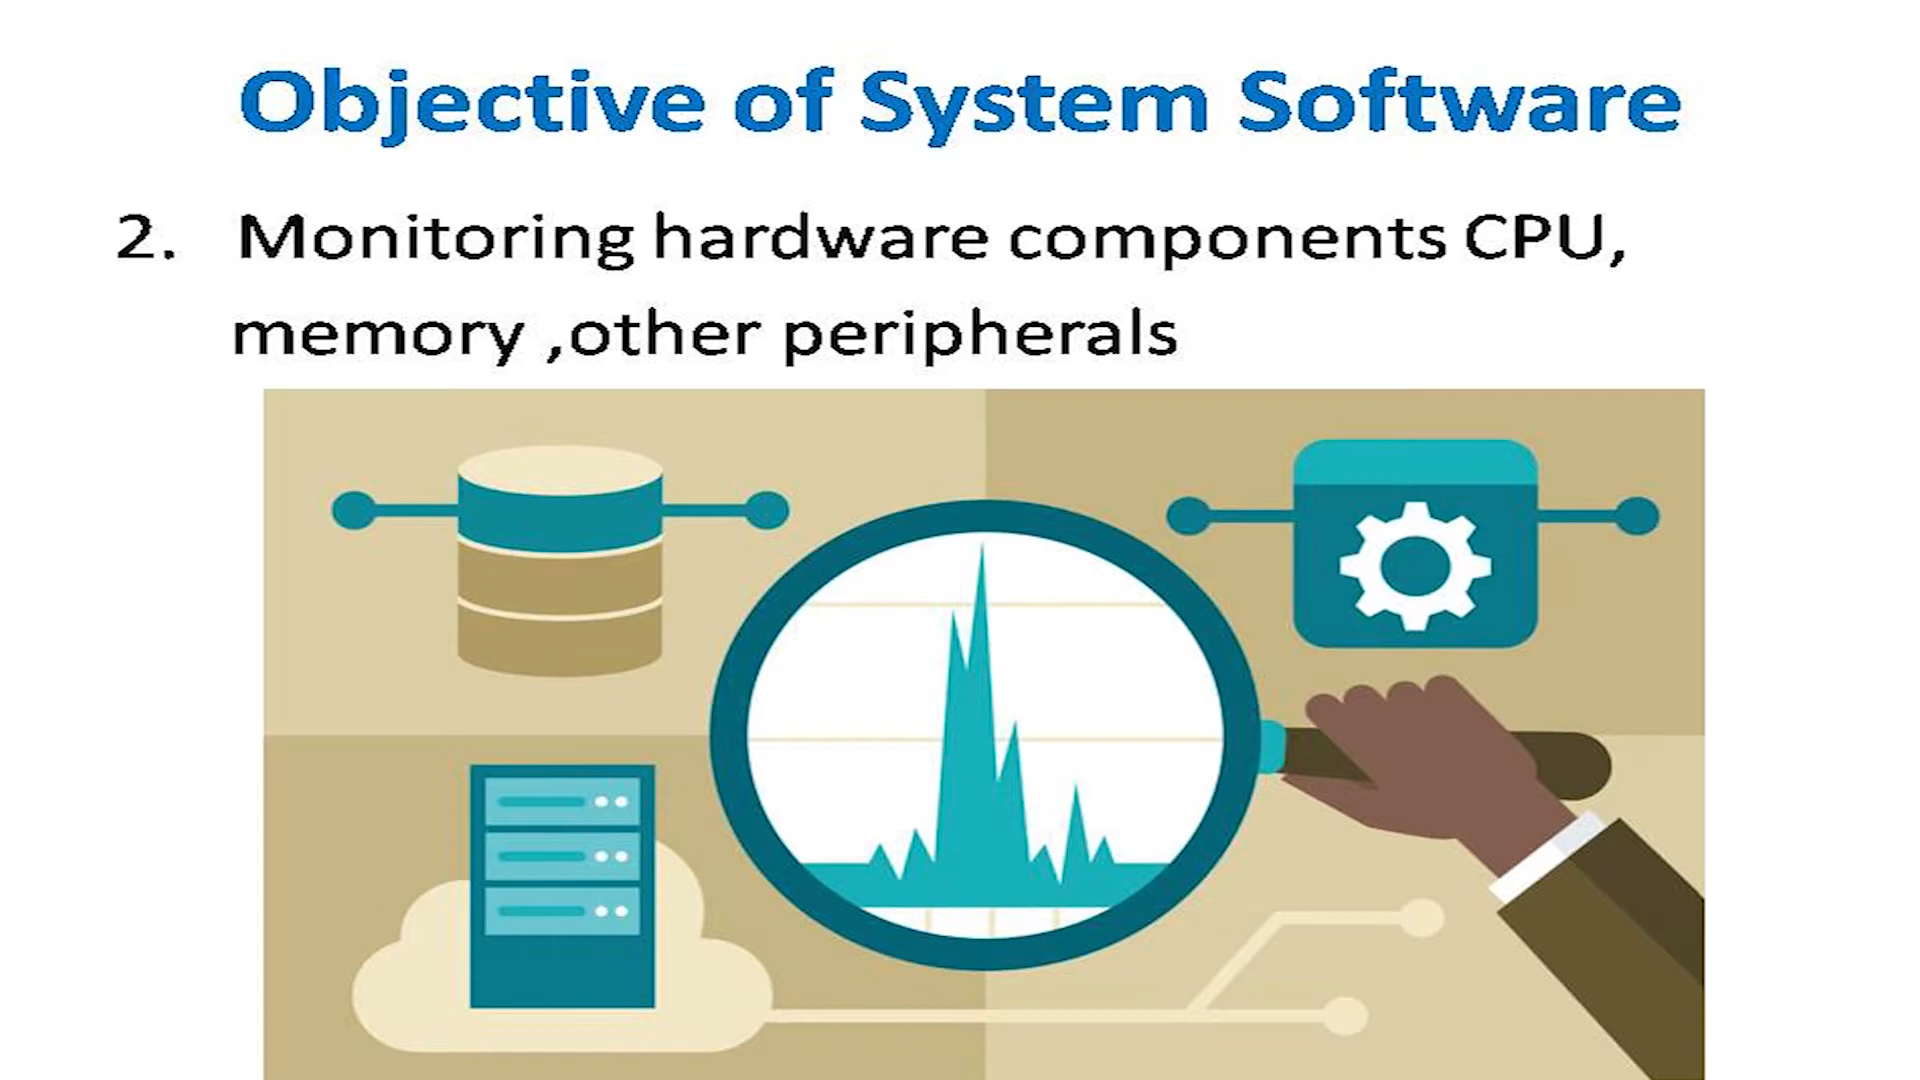 Objective of System Software
2. Monitoring hardware components CPU,
memory ,other peripherals